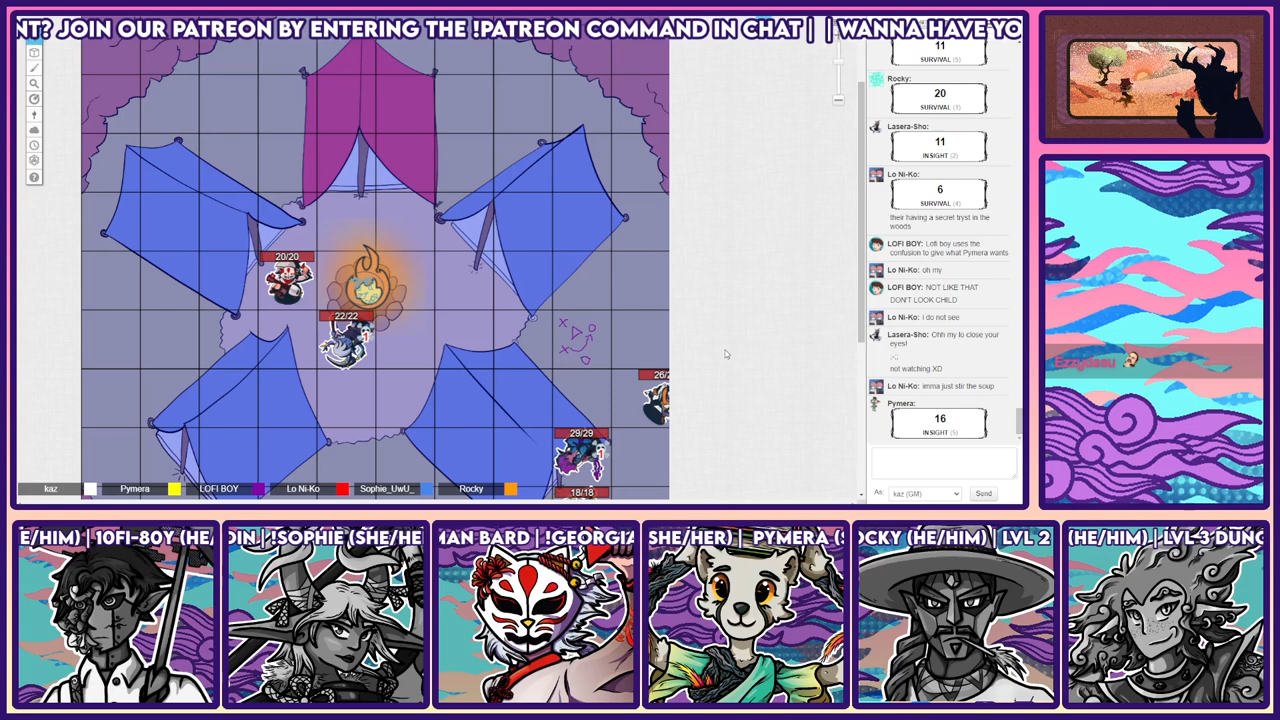 NT? JOIN OUR PATREON BY ENTERING THE !PATREON COMMAND IN CHAT | | WANNA HAVE YO
11
SURVIVAL (5)
Rocky:
20
SURVIVAL (1)
Lasera-Sho:
11
INSIGHT (2)
Lo Ni-Ko:
6
SURVIVAL (4)
their having a secret tryst in the
woods
LOFI BOY: Lofi boy uses the
confusion to give what Pymera wants
Lo Ni-Ko: oh my
LOFI BOY: NOT LIKE THAT
DON'T LOOK CHILD
Lo Ni-Ko: i do not see
Lasera-Sho: Ohh my lo close your
eyes!
not watching XD
Lo Ni-Ko: imma just stir the soup
Pymera:
16
INSIGHT (5)
As: kaz (GM) Send
20/20
22/22
26/2
29/29
18/18
kaz Pymera LOFI BOY Lo Ni-Ko Sophie_UwU_ Rocky
Ezzydesu
E/HIM) | 10FI-80Y (HE/
DIN | !SOPHIE (SHE/HE
MAN BARD | !GEORGIA
SHE/HER) | PYMERA (S
OCKY (HE/HIM) | LVL 2
(HE/HIM) | LVL 3 DUNG